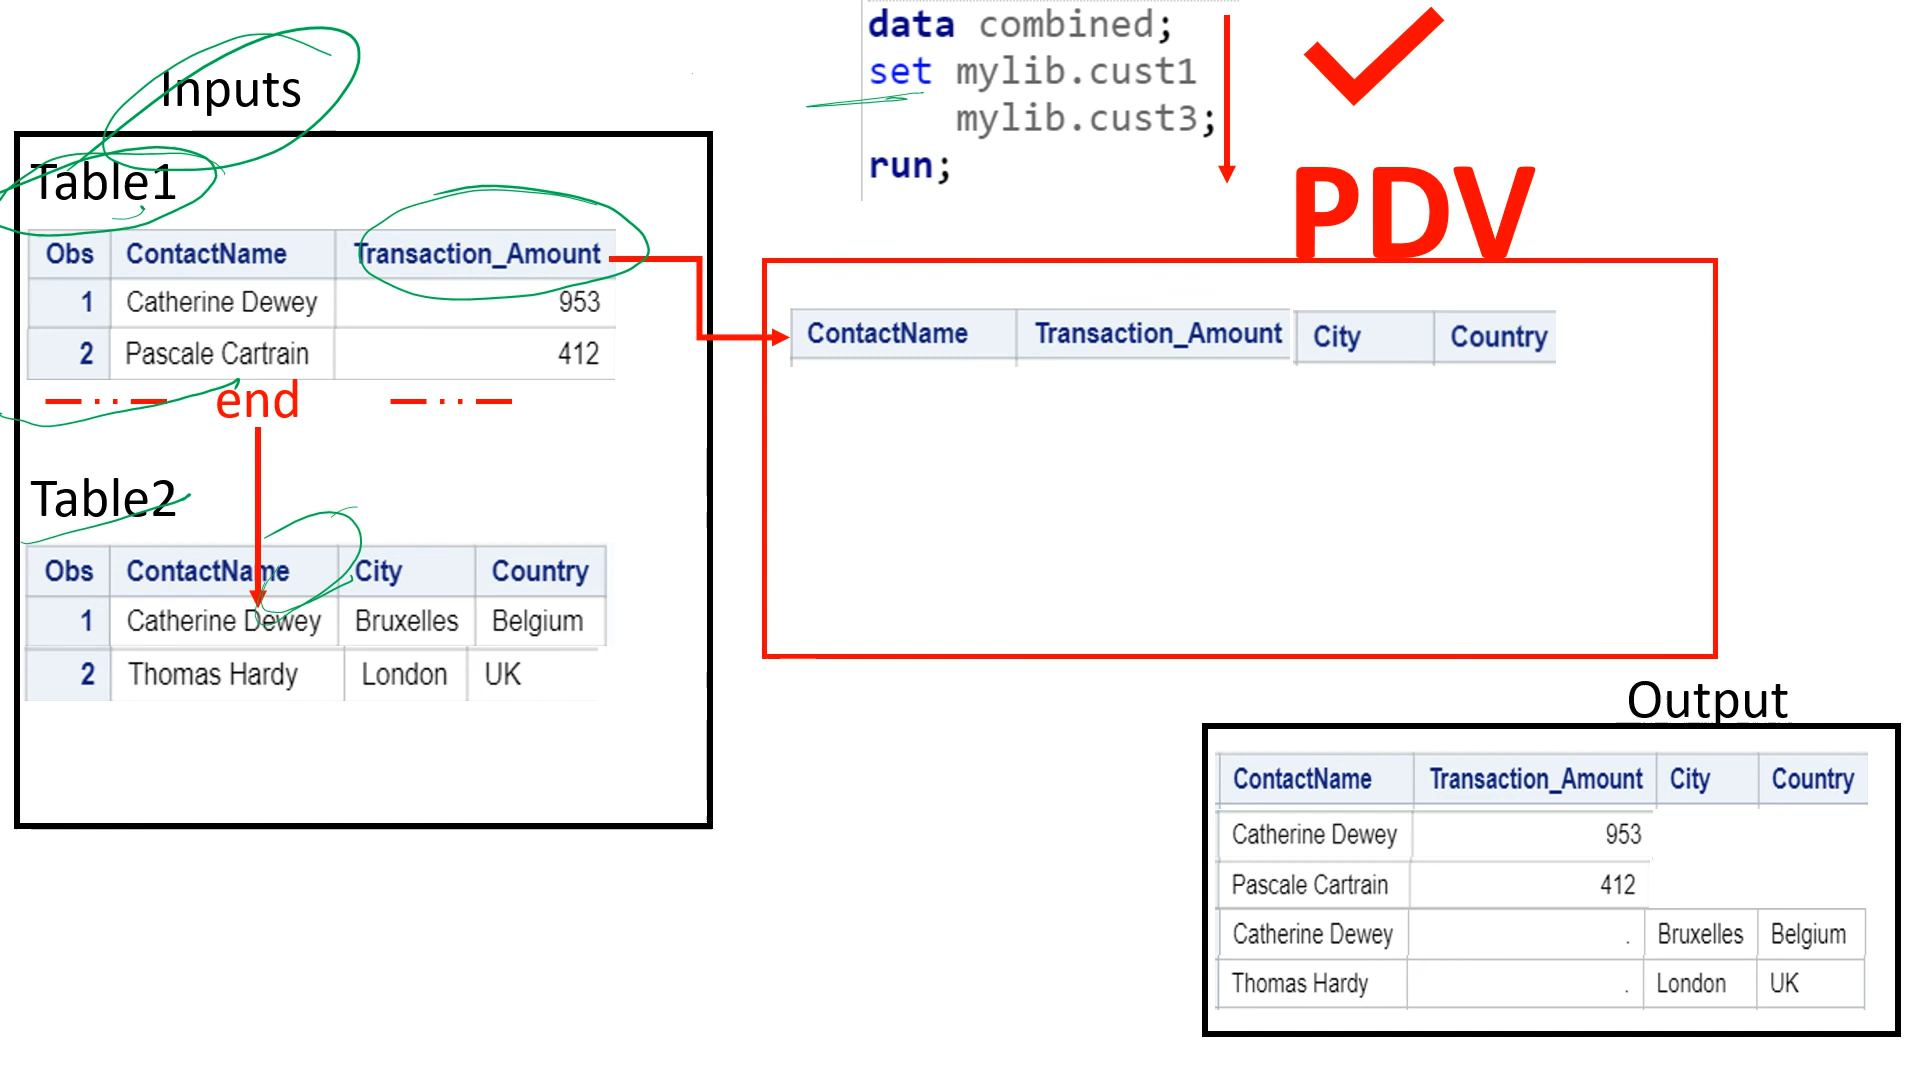 data combined;
set mylib.cust1
mylib.cust3;
run;
Inputs
Table1
Obs ContactName Transaction_Amount
1 Catherine Dewey 953
2 Pascale Cartrain 412
end
Table2
Obs ContactName City Country
1 Catherine Dewey Bruxelles Belgium
2 Thomas Hardy London UK
PDV
ContactName Transaction_Amount City Country
Output
ContactName Transaction_Amount City Country
Catherine Dewey 953
Pascale Cartrain 412
Catherine Dewey . Bruxelles Belgium
Thomas Hardy . London UK